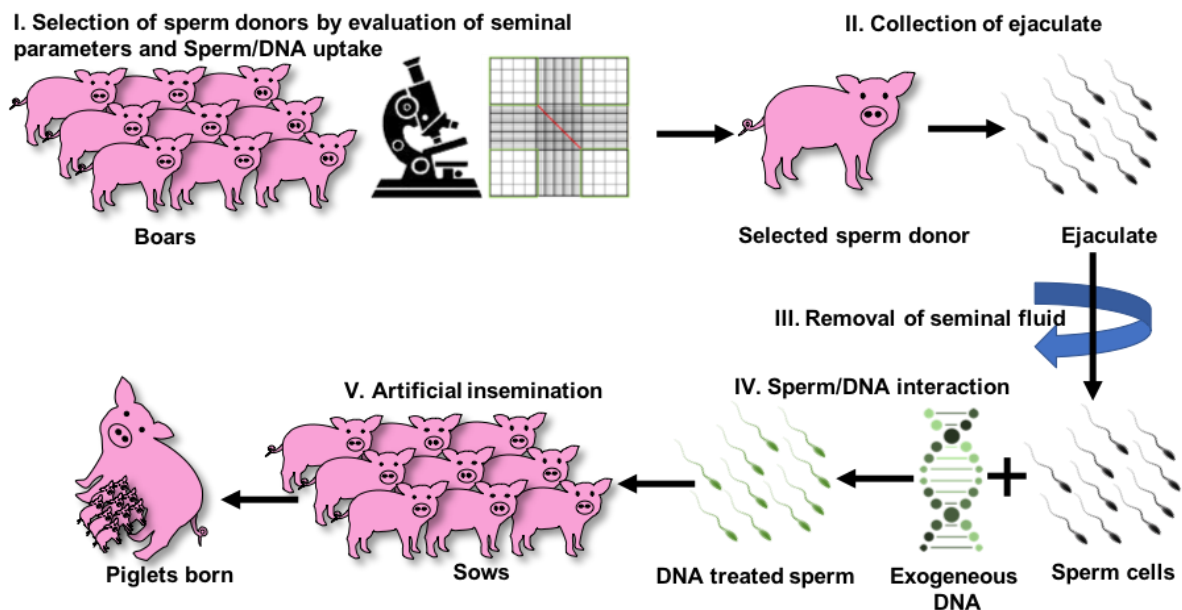 I. Selection of sperm donors by evaluation of seminal
parameters and Sperm/DNA uptake
II. Collection of ejaculate
Boars
Selected sperm donor
Ejaculate
III. Removal of seminal fluid
IV. Sperm/DNA interaction
V. Artificial insemination
Piglets born
Sows
DNA treated sperm
Exogeneous
DNA
Sperm cells